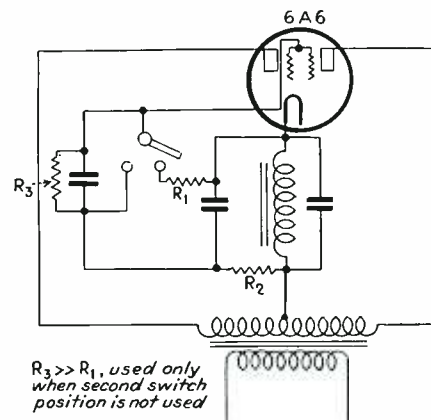 6A6
R3
R1
R2
R3 >> R1, used only
when second switch
position is not used